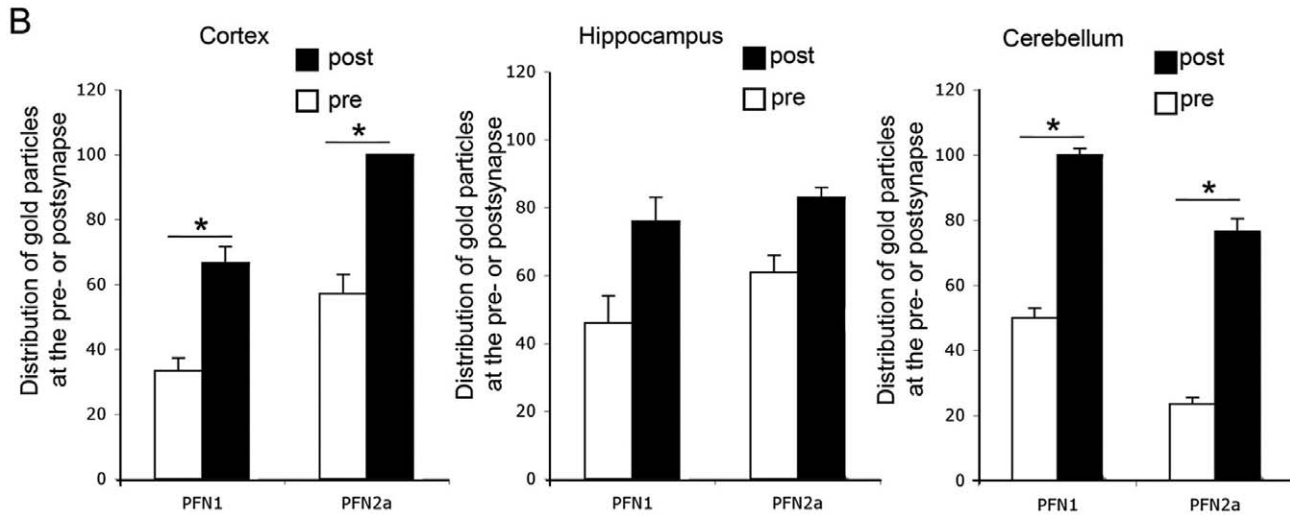 B
Cortex
post
pre
Distribution of gold particles
at the pre- or postsynapse
120
100
80
60
40
20
0
*
*
PFN1
PFN2a
Hippocampus
post
pre
Distribution of gold particles
at the pre- or postsynapse
120
100
80
60
40
20
0
PFN1
PFN2a
Cerebellum
post
pre
Distribution of gold particles
at the pre- or postsynapse
120
100
80
60
40
20
0
*
*
PFN1
PFN2a